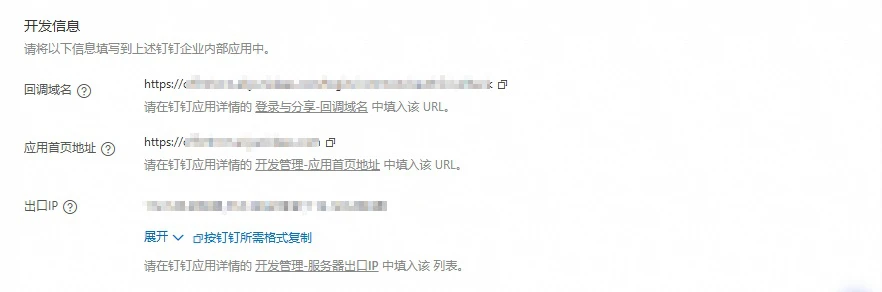 开发信息
请将以下信息填写到上述钉钉企业内部应用中。
回调域名 https://
请在钉钉应用详情的 登录与分享-回调域名 中填入该 URL。
应用首页地址 https://
请在钉钉应用详情的 开发管理-应用首页地址 中填入该 URL。
出口IP
展开 按钉钉所需格式复制
请在钉钉应用详情的 开发管理-服务器出口IP 中填入该 列表。